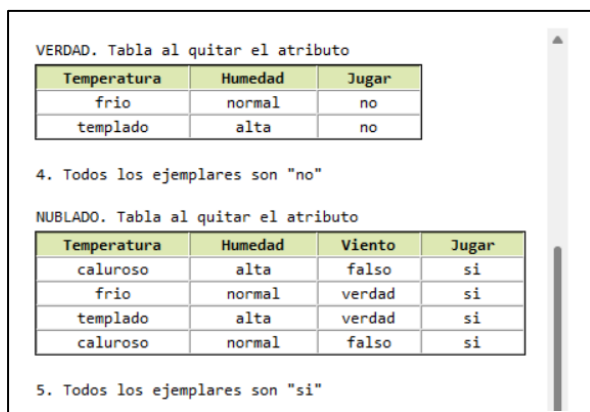 VERDAD. Tabla al quitar el atributo
Temperatura Humedad Jugar
frio normal no
templado alta no
4. Todos los ejemplares son "no"
NUBLADO. Tabla al quitar el atributo
Temperatura Humedad Viento Jugar
caluroso alta falso si
frio normal verdad si
templado alta verdad si
caluroso normal falso si
5. Todos los ejemplares son "si"